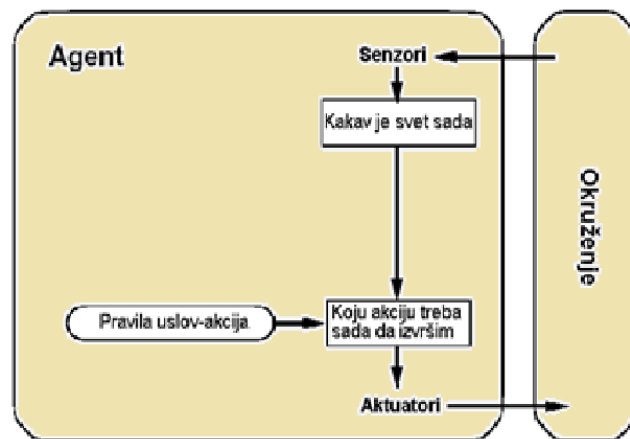 Agent
Senzori
Kakav je svet sada
Okruženje
Pravila uslov-akcija
Koju akciju treba
sada da izvršim
Aktuatori